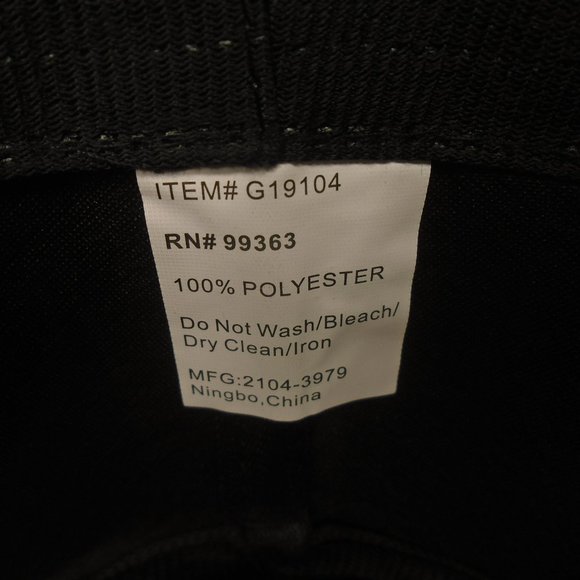 ITEM# G19104
RN# 99363
100% POLYESTER
Do Not Wash/Bleach/
Dry Clean/Iron
MFG:2104-3979
Ningbo,China